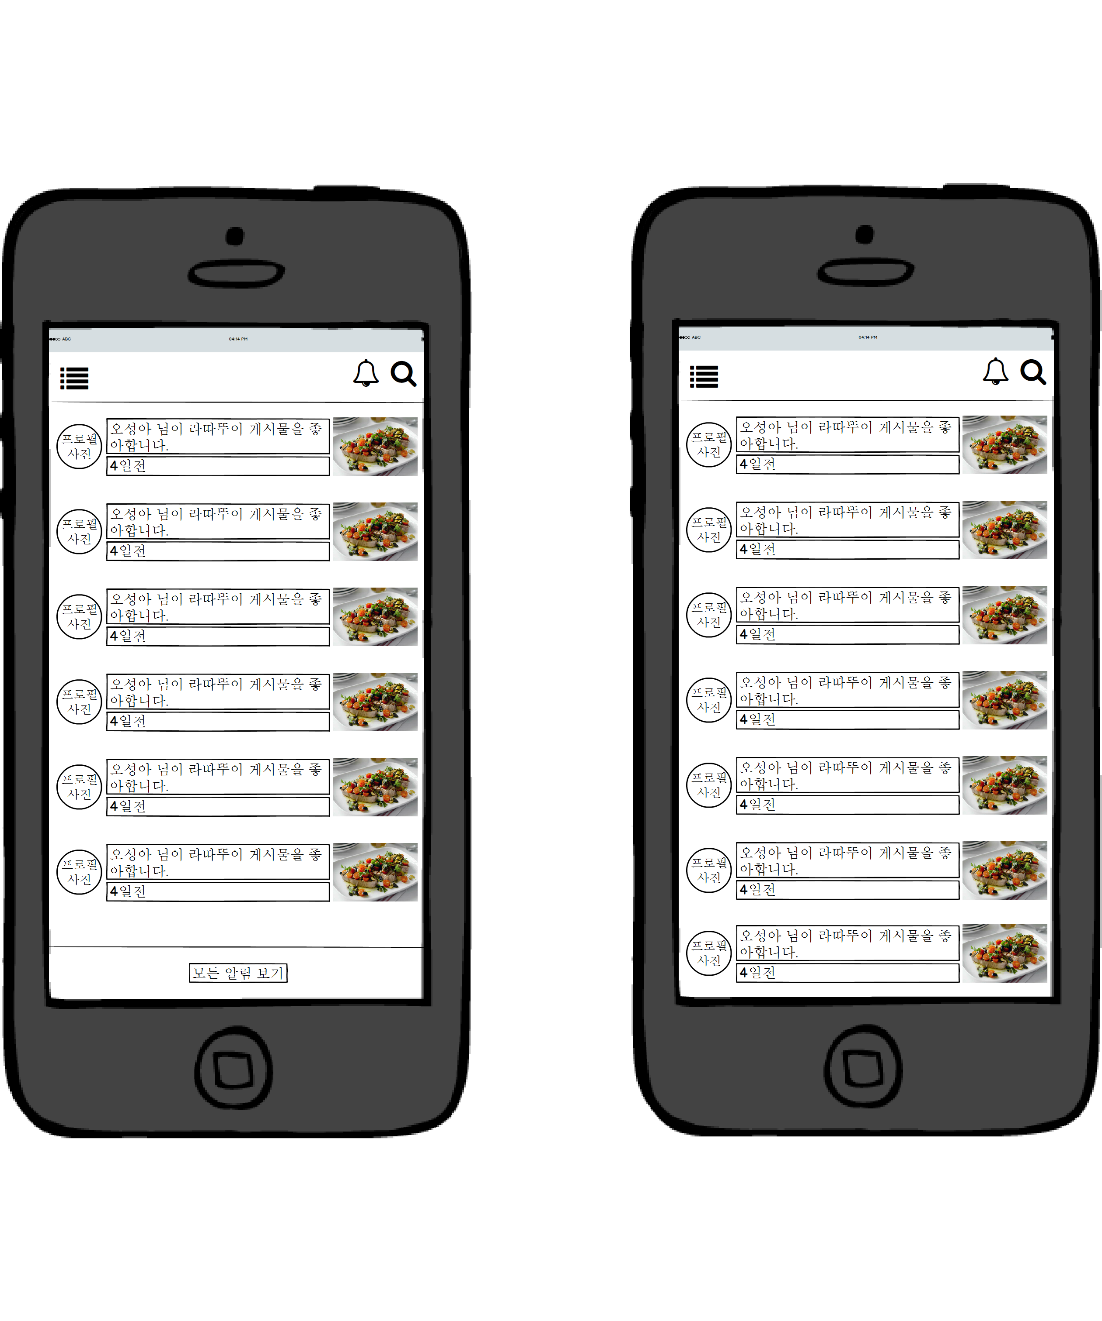 ABC 04:14 PM
프로필
사진
오성아 님이 라따뚜이 게시물을 좋
아합니다.
4일전
프로필
사진
오성아 님이 라따뚜이 게시물을 좋
아합니다.
4일전
프로필
사진
오성아 님이 라따뚜이 게시물을 좋
아합니다.
4일전
프로필
사진
오성아 님이 라따뚜이 게시물을 좋
아합니다.
4일전
프로필
사진
오성아 님이 라따뚜이 게시물을 좋
아합니다.
4일전
프로필
사진
오성아 님이 라따뚜이 게시물을 좋
아합니다.
4일전
모든 알림 보기
ABC 04:14 PM
프로필
사진
오성아 님이 라따뚜이 게시물을 좋
아합니다.
4일전
프로필
사진
오성아 님이 라따뚜이 게시물을 좋
아합니다.
4일전
프로필
사진
오성아 님이 라따뚜이 게시물을 좋
아합니다.
4일전
프로필
사진
오성아 님이 라따뚜이 게시물을 좋
아합니다.
4일전
프로필
사진
오성아 님이 라따뚜이 게시물을 좋
아합니다.
4일전
프로필
사진
오성아 님이 라따뚜이 게시물을 좋
아합니다.
4일전
프로필
사진
오성아 님이 라따뚜이 게시물을 좋
아합니다.
4일전